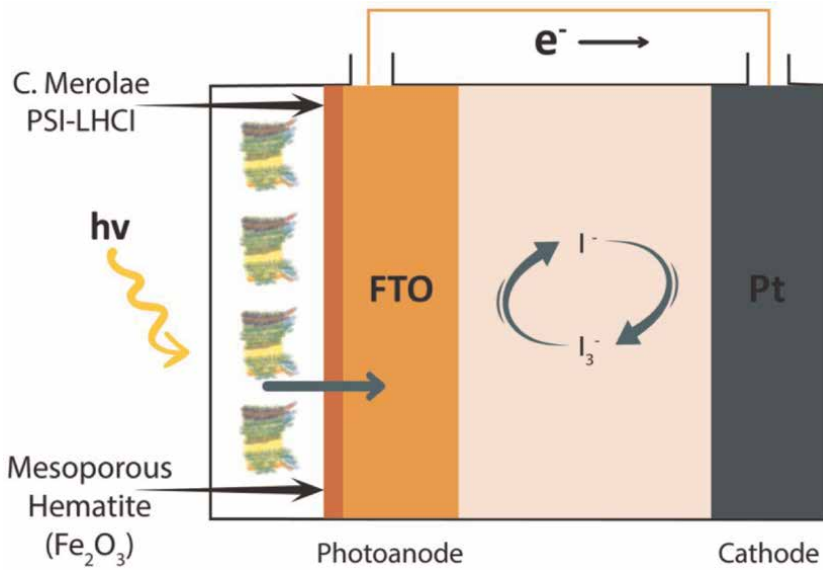 e⁻
C. Merolae
PSI-LHCI
hv
FTO
I⁻
Pt
I₃⁻
Mesoporous
Hematite
(Fe₂O₃)
Photoanode
Cathode